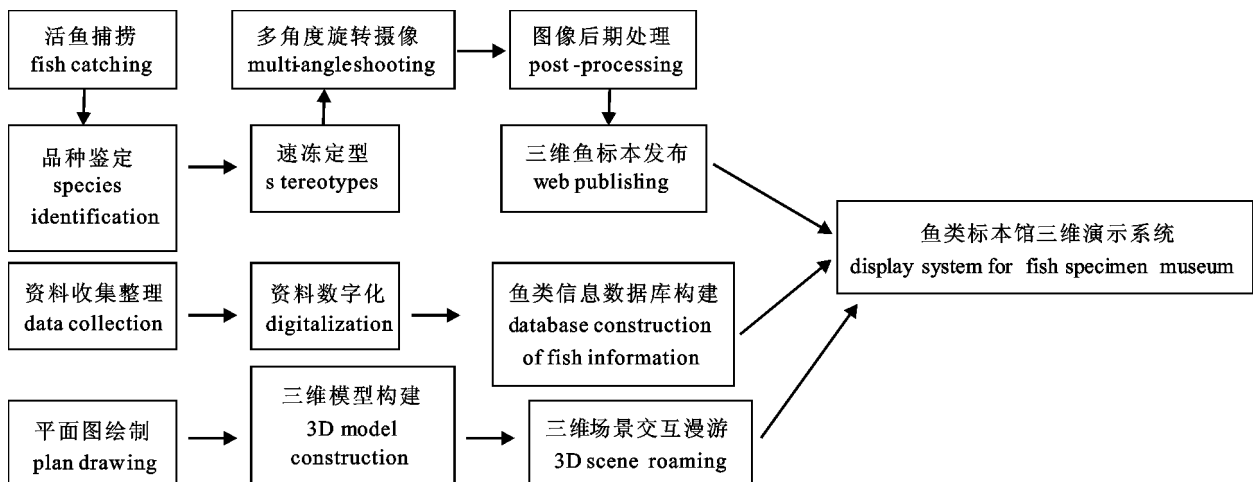 活鱼捕捞
fish catching
多角度旋转摄像
multi-angleshooting
图像后期处理
post -processing
品种鉴定
species
identification
速冻定型
s tereotypes
三维鱼标本发布
web publishing
鱼类标本馆三维演示系统
display system for fish specimen museum
资料收集整理
data collection
资料数字化
digitalization
鱼类信息数据库构建
database construction
of fish information
平面图绘制
plan drawing
三维模型构建
3D model
construction
三维场景交互漫游
3D scene roaming